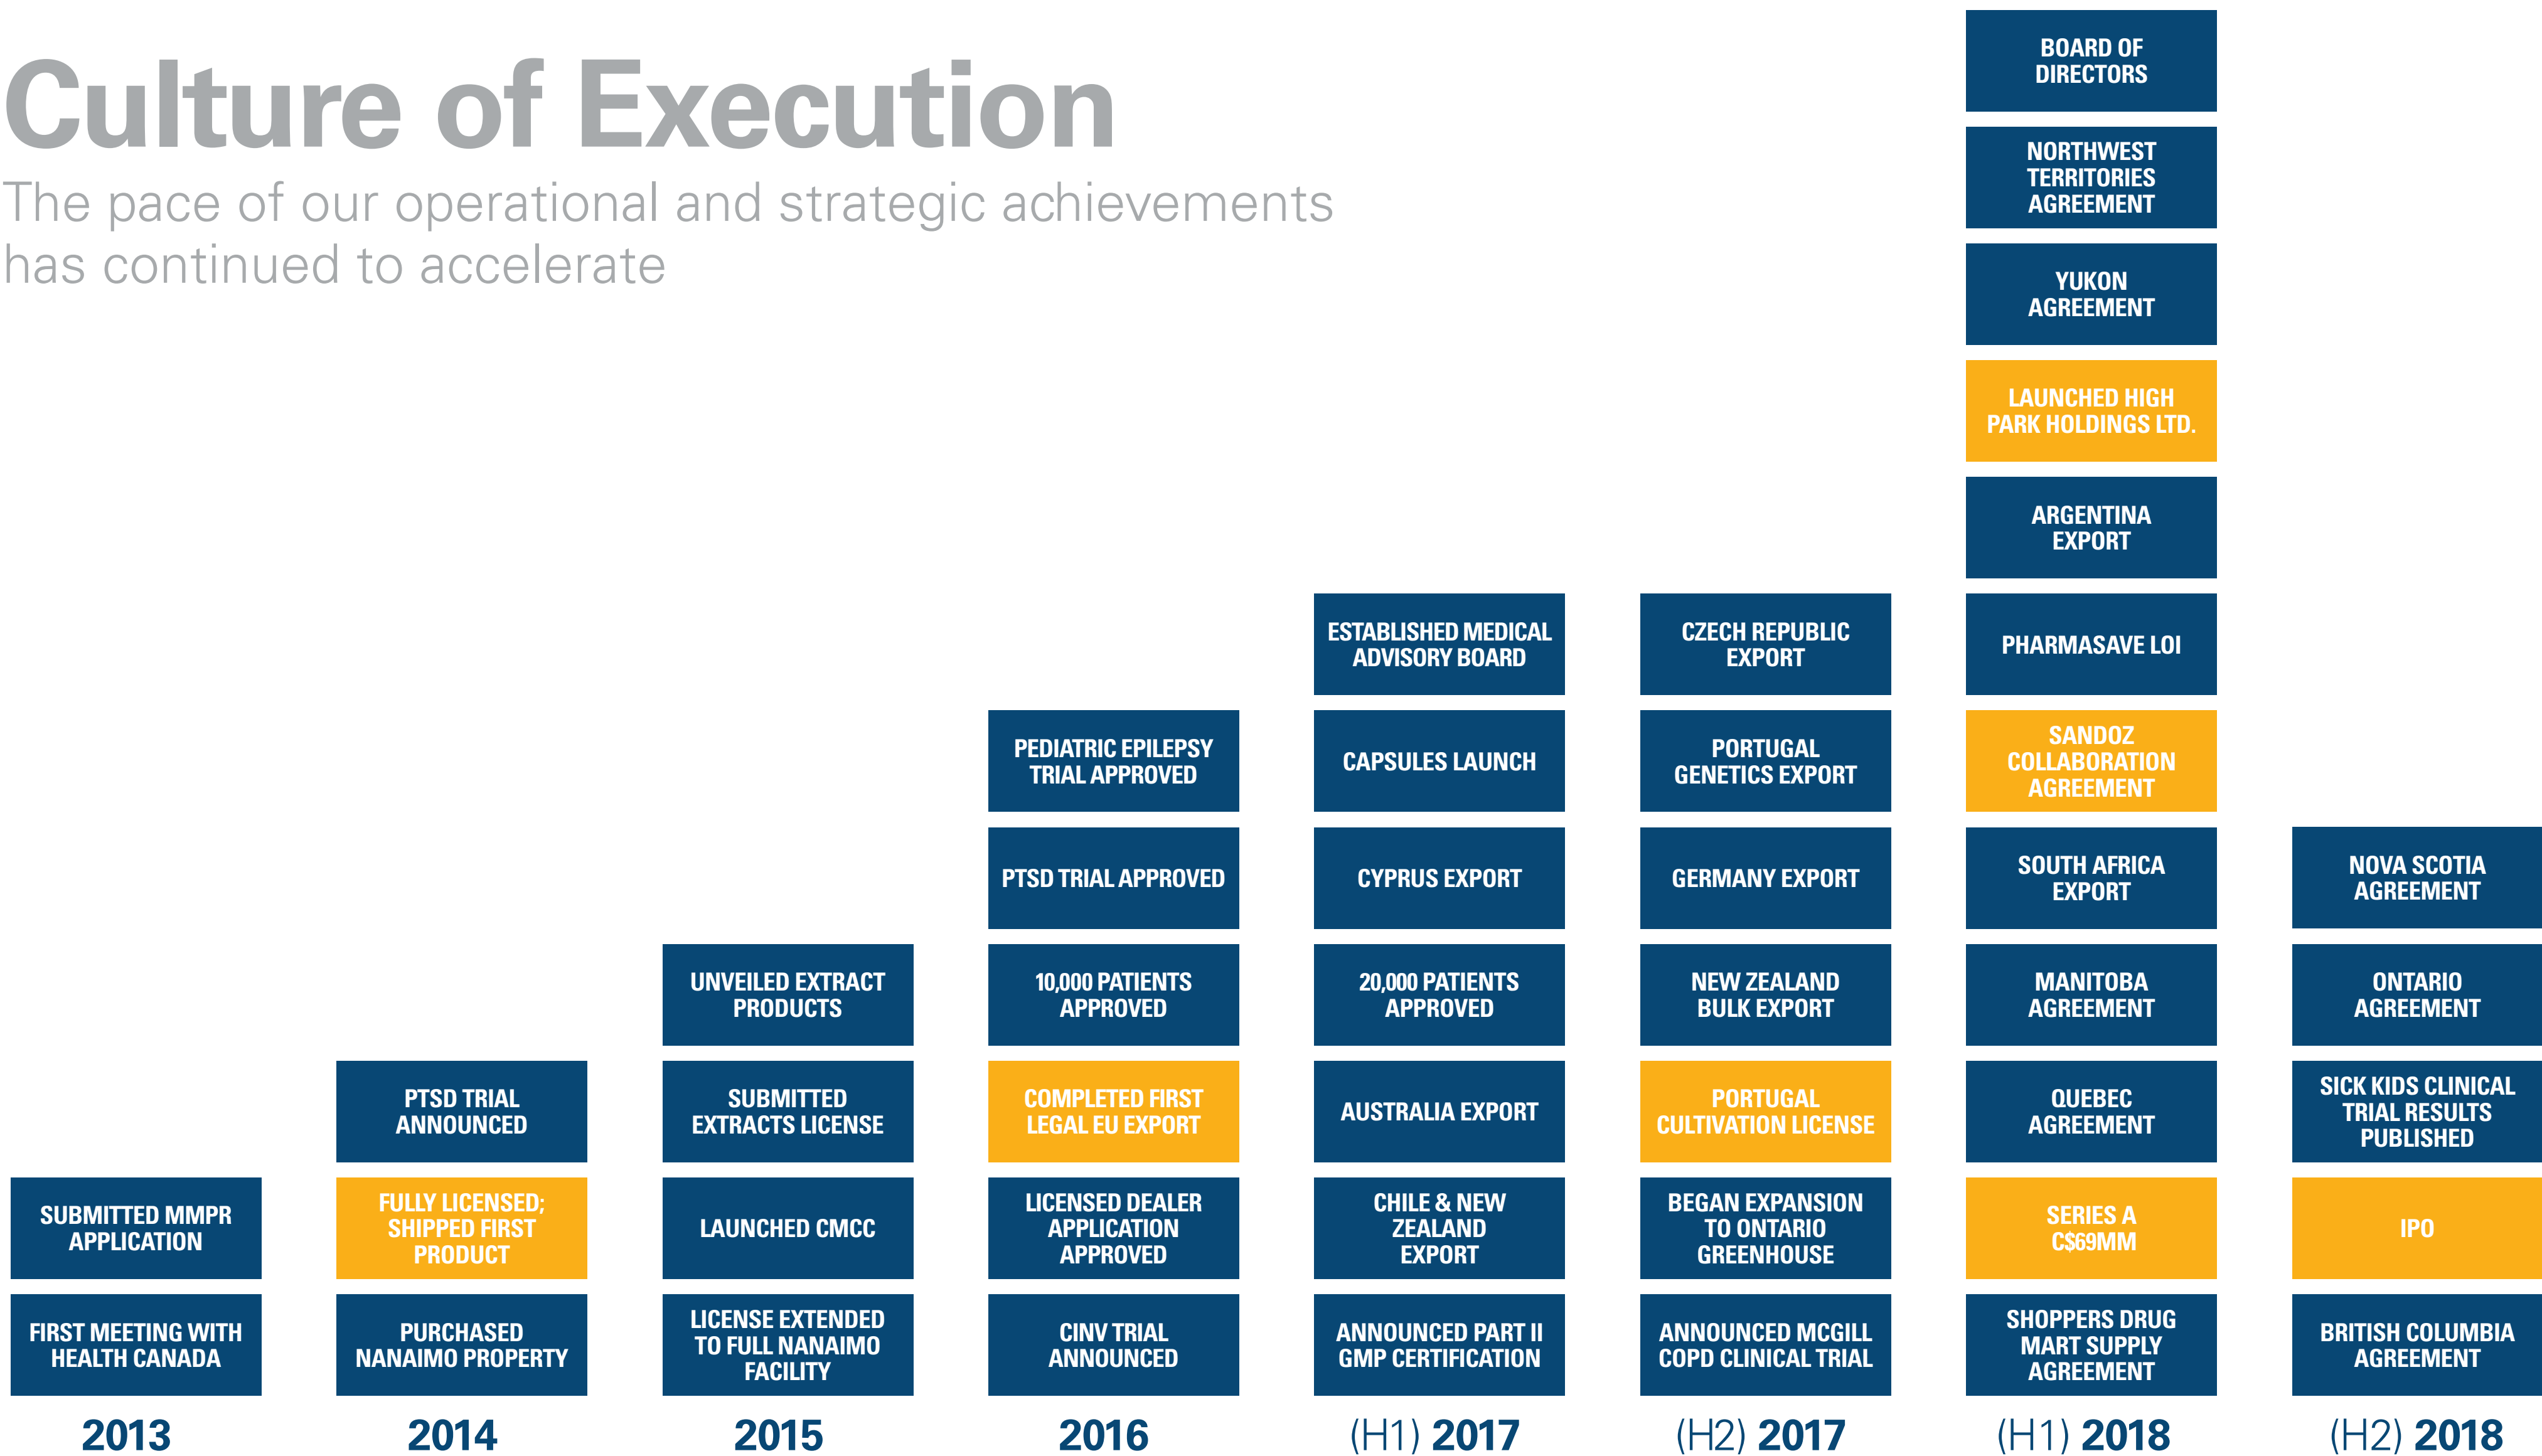 Culture of Execution
The pace of our operational and strategic achievements
has continued to accelerate
SUBMITTED MMPR
APPLICATION
FIRST MEETING WITH
HEALTH CANADA
2013
PTSD TRIAL
ANNOUNCED
FULLY LICENSED;
SHIPPED FIRST
PRODUCT
PURCHASED
NANAIMO PROPERTY
2014
UNVEILED EXTRACT
PRODUCTS
SUBMITTED
EXTRACTS LICENSE
LAUNCHED CMCC
LICENSE EXTENDED
TO FULL NANAIMO
FACILITY
2015
PEDIATRIC EPILEPSY
TRIAL APPROVED
PTSD TRIAL APPROVED
10,000 PATIENTS
APPROVED
COMPLETED FIRST
LEGAL EU EXPORT
LICENSED DEALER
APPLICATION
APPROVED
CINV TRIAL
ANNOUNCED
2016
ESTABLISHED MEDICAL
ADVISORY BOARD
CAPSULES LAUNCH
CYPRUS EXPORT
20,000 PATIENTS
APPROVED
AUSTRALIA EXPORT
CHILE & NEW
ZEALAND
EXPORT
ANNOUNCED PART II
GMP CERTIFICATION
(H1) 2017
CZECH REPUBLIC
EXPORT
PORTUGAL
GENETICS EXPORT
GERMANY EXPORT
NEW ZEALAND
BULK EXPORT
PORTUGAL
CULTIVATION LICENSE
BEGAN EXPANSION
TO ONTARIO
GREENHOUSE
ANNOUNCED MCGILL
COPD CLINICAL TRIAL
(H2) 2017
BOARD OF
DIRECTORS
NORTHWEST
TERRITORIES
AGREEMENT
YUKON
AGREEMENT
LAUNCHED HIGH
PARK HOLDINGS LTD.
ARGENTINA
EXPORT
PHARMASAVE LOI
SANDOZ
COLLABORATION
AGREEMENT
SOUTH AFRICA
EXPORT
MANITOBA
AGREEMENT
QUEBEC
AGREEMENT
SERIES A
C$69MM
SHOPPERS DRUG
MART SUPPLY
AGREEMENT
(H1) 2018
NOVA SCOTIA
AGREEMENT
ONTARIO
AGREEMENT
SICK KIDS CLINICAL
TRIAL RESULTS
PUBLISHED
IPO
BRITISH COLUMBIA
AGREEMENT
(H2) 2018